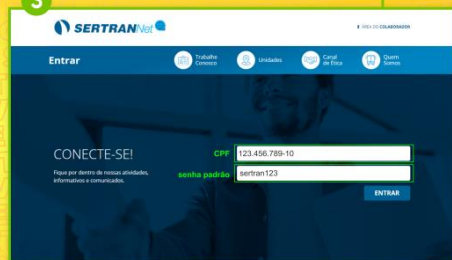 3
SERTRANNet
ÁREA DO COLABORADOR
Entrar
Trabalhe
Conosco
Unidades
Canal
de Ética
Quem
Somos
CONECTE-SE!
Fique por dentro de nossas atividades,
informativos e comunicados.
CPF 123.456.789-10
senha padrão sertran123
ENTRAR